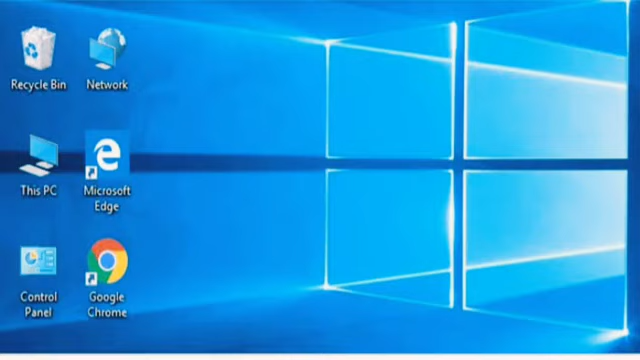 Recycle Bin
Network
This PC
Microsoft
Edge
Control
Panel
Google
Chrome